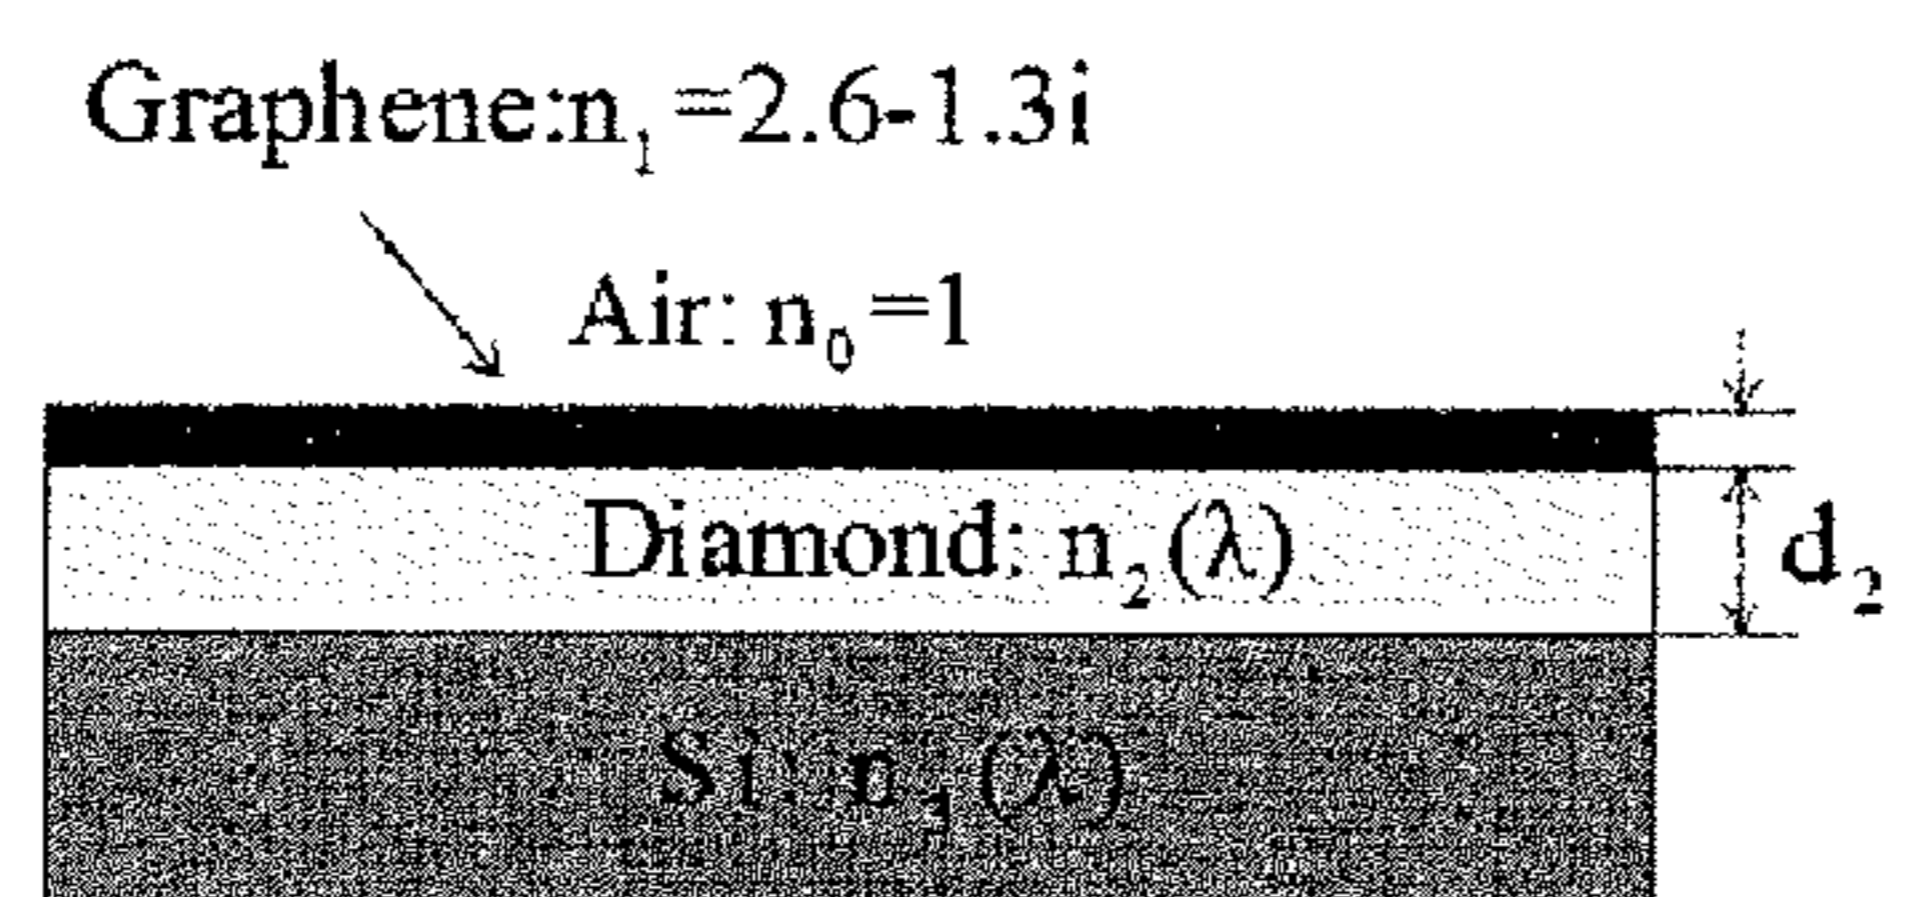 Graphene:n₁=2.6-1.3i
Air: n₀=1
Diamond: n₂(λ)
d₂
Si: n₃(λ)